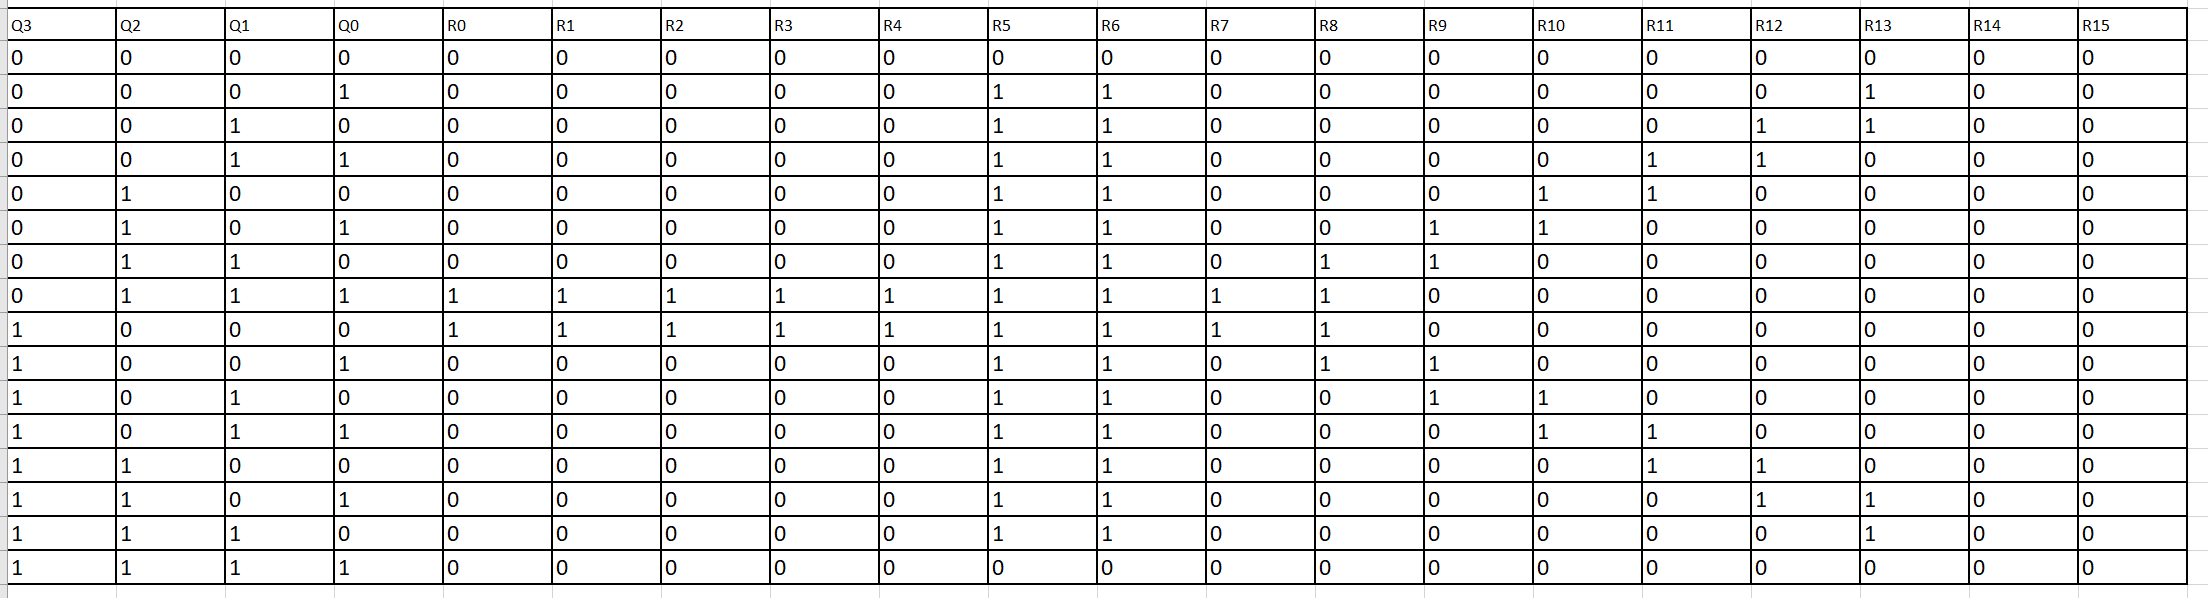 Q3 Q2 Q1 Q0 R0 R1 R2 R3 R4 R5 R6 R7 R8 R9 R10 R11 R12 R13 R14 R15
0 0 0 0 0 0 0 0 0 0 0 0 0 0 0 0 0 0 0 0
0 0 0 1 0 0 0 0 0 1 1 0 0 0 0 0 0 1 0 0
0 0 1 0 0 0 0 0 0 1 1 0 0 0 0 0 1 1 0 0
0 0 1 1 0 0 0 0 0 1 1 0 0 0 0 1 1 0 0 0
0 1 0 0 0 0 0 0 0 1 1 0 0 0 1 1 0 0 0 0
0 1 0 1 0 0 0 0 0 1 1 0 0 1 1 0 0 0 0 0
0 1 1 0 0 0 0 0 0 1 1 0 1 1 0 0 0 0 0 0
0 1 1 1 1 1 1 1 1 1 1 1 1 0 0 0 0 0 0 0
1 0 0 0 1 1 1 1 1 1 1 1 1 0 0 0 0 0 0 0
1 0 0 1 0 0 0 0 0 1 1 0 1 1 0 0 0 0 0 0
1 0 1 0 0 0 0 0 0 1 1 0 0 1 1 0 0 0 0 0
1 0 1 1 0 0 0 0 0 1 1 0 0 0 1 1 0 0 0 0
1 1 0 0 0 0 0 0 0 1 1 0 0 0 0 1 1 0 0 0
1 1 0 1 0 0 0 0 0 1 1 0 0 0 0 0 1 1 0 0
1 1 1 0 0 0 0 0 0 1 1 0 0 0 0 0 0 1 0 0
1 1 1 1 0 0 0 0 0 0 0 0 0 0 0 0 0 0 0 0